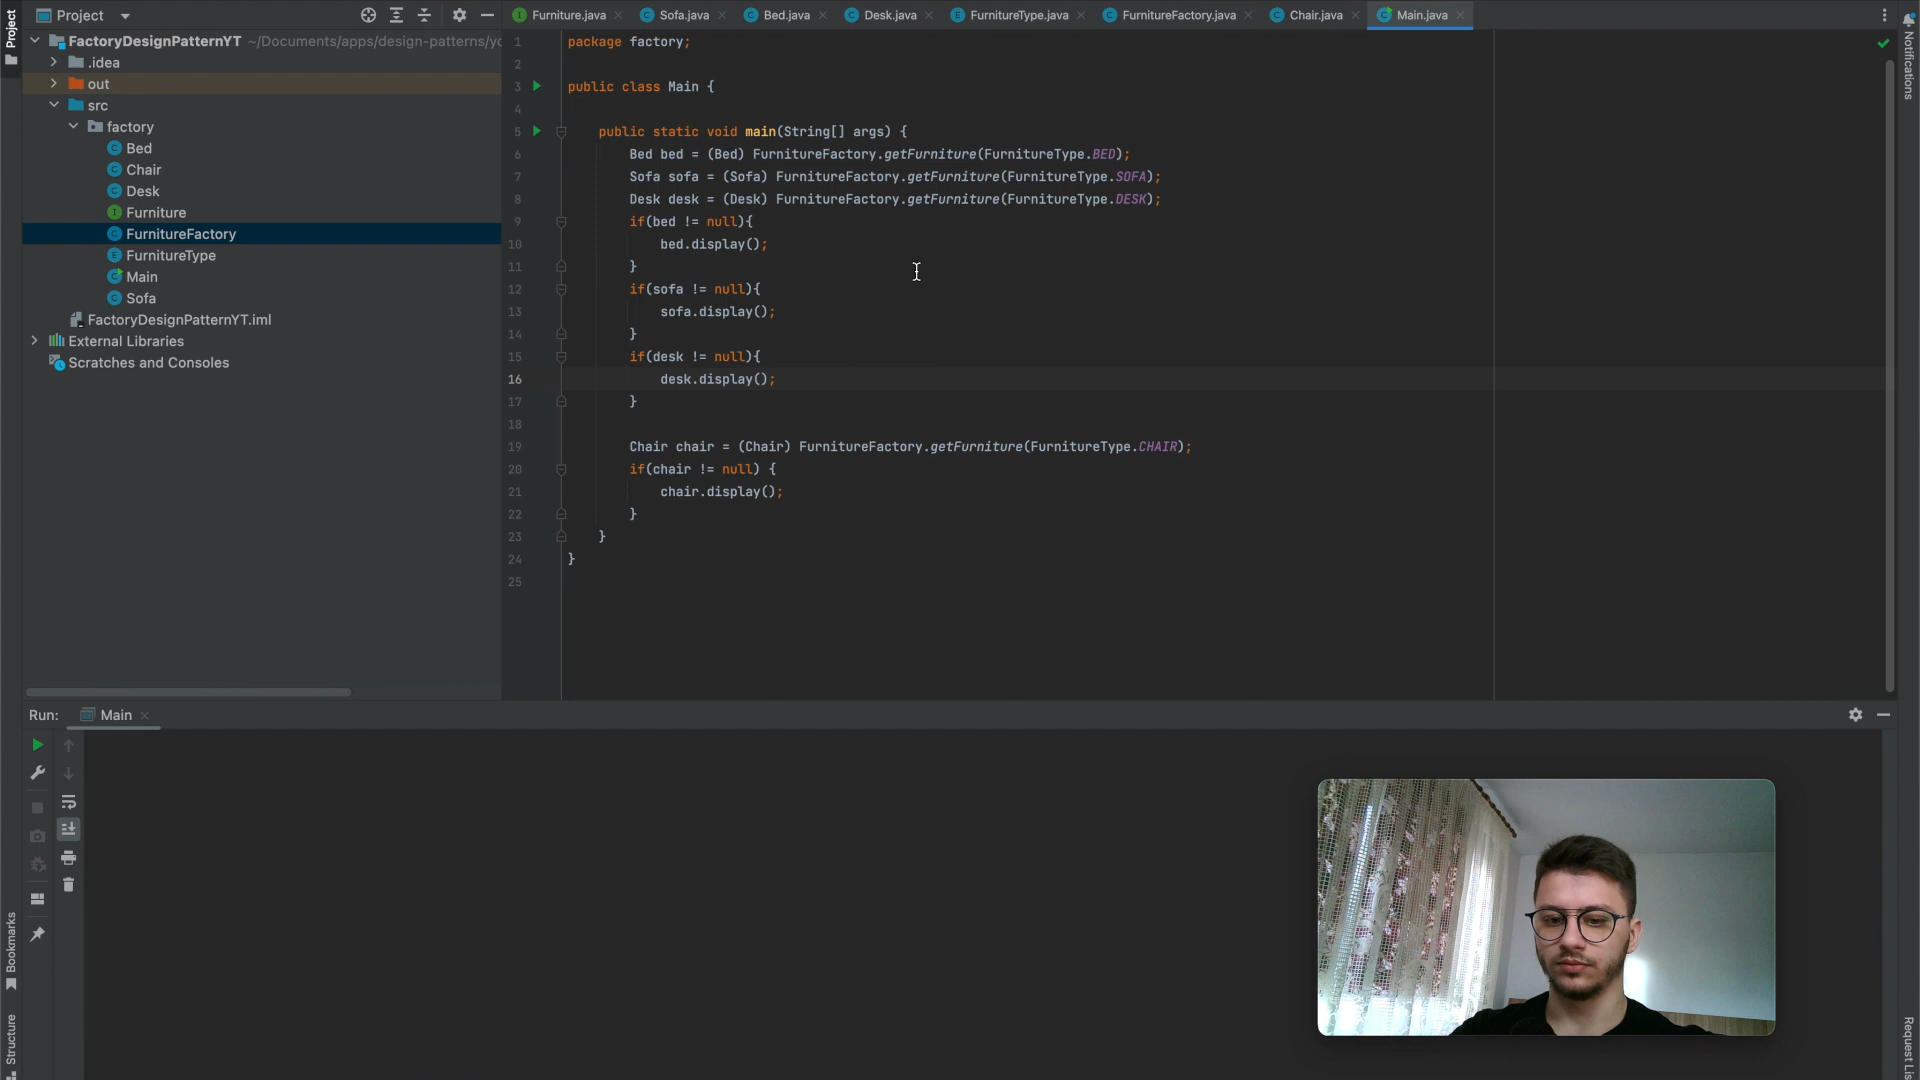 Project
Furniture.java
Sofa.java
Bed.java
Desk.java
FurnitureType.java
FurnitureFactory.java
Chair.java
Main.java
Project
FactoryDesignPatternYT ~/Documents/apps/design-patterns/yo
.idea
out
src
factory
Bed
Chair
Desk
Furniture
FurnitureFactory
FurnitureType
Main
Sofa
FactoryDesignPatternYT.iml
External Libraries
Scratches and Consoles
1 package factory;
2
3 public class Main {
4
5 public static void main(String[] args) {
6 Bed bed = (Bed) FurnitureFactory.getFurniture(FurnitureType.BED);
7 Sofa sofa = (Sofa) FurnitureFactory.getFurniture(FurnitureType.SOFA);
8 Desk desk = (Desk) FurnitureFactory.getFurniture(FurnitureType.DESK);
9 if(bed != null){
10 bed.display();
11 }
12 if(sofa != null){
13 sofa.display();
14 }
15 if(desk != null){
16 desk.display();
17 }
18
19 Chair chair = (Chair) FurnitureFactory.getFurniture(FurnitureType.CHAIR);
20 if(chair != null) {
21 chair.display();
22 }
23 }
24 }
25
Notifications
Run: Main
Bookmarks
Structure
Request Lis